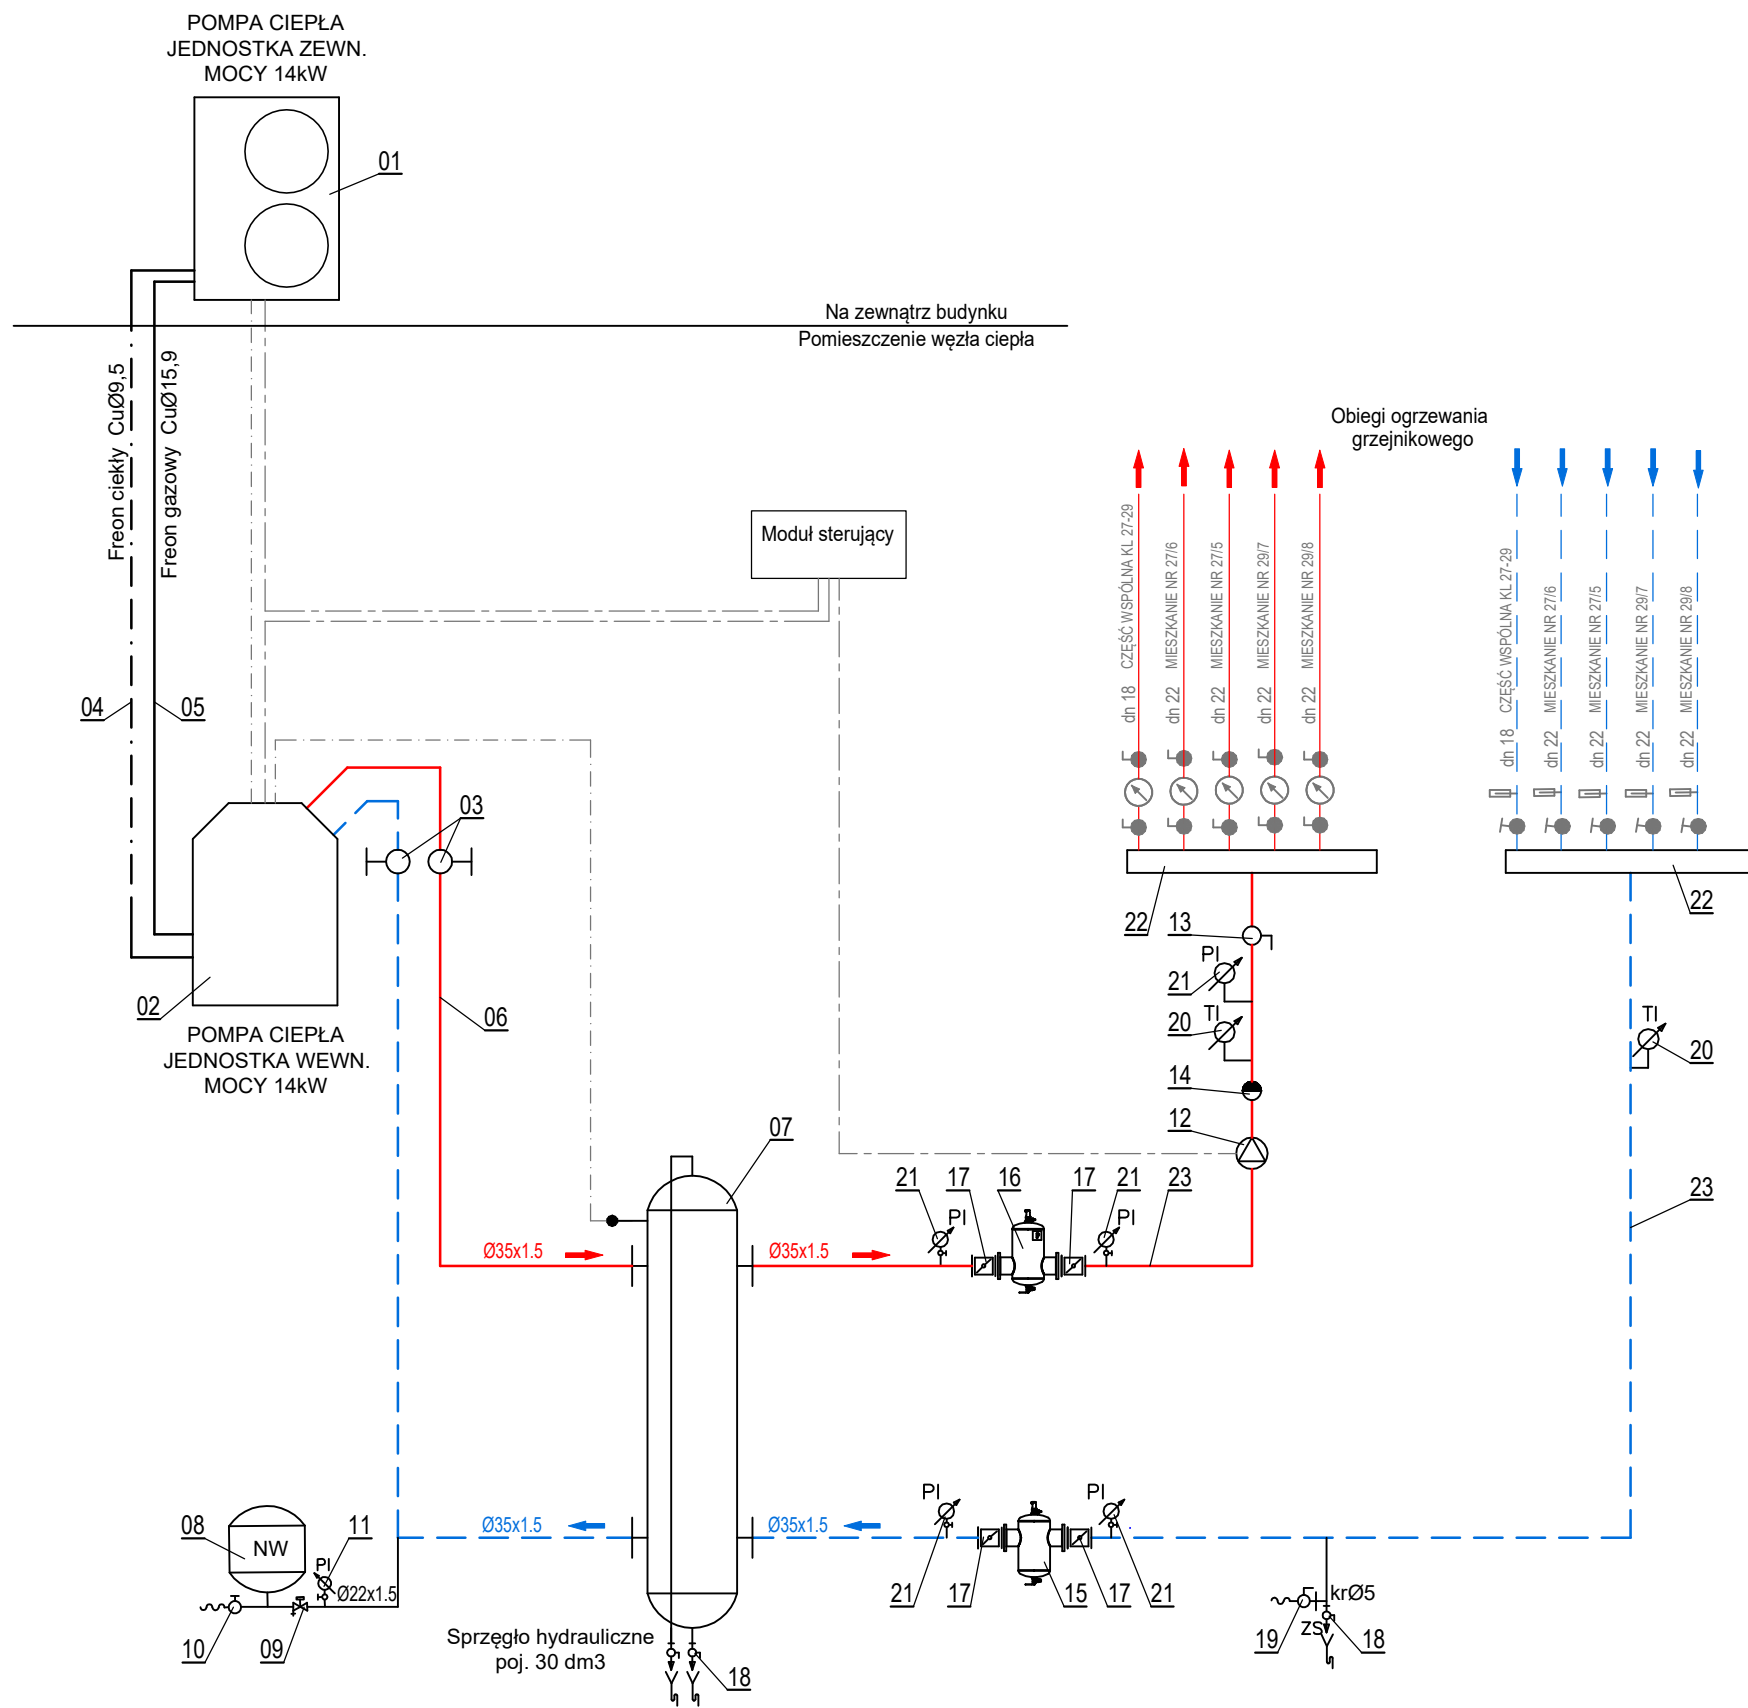 POMPA CIEPŁA
JEDNOSTKA ZEWN.
MOCY 14kW
01
Na zewnątrz budynku
Pomieszczenie węzła ciepła
Freon ciekły CuØ9,5
Freon gazowy CuØ15,9
Obiegi ogrzewania
grzejnikowego
Moduł sterujący
dn 18 CZĘŚĆ WSPÓLNA KL 27-29
dn 22 MIESZKANIE NR 27/6
dn 22 MIESZKANIE NR 27/5
dn 22 MIESZKANIE NR 29/7
dn 22 MIESZKANIE NR 29/8
dn 18 CZĘŚĆ WSPÓLNA KL 27-29
dn 22 MIESZKANIE NR 27/6
dn 22 MIESZKANIE NR 27/5
dn 22 MIESZKANIE NR 29/7
dn 22 MIESZKANIE NR 29/8
04
05
03
22
13
22
PI
21
02
06
TI
20
TI
20
POMPA CIEPŁA
JEDNOSTKA WEWN.
MOCY 14kW
14
12
07
21
17
16
17
21
23
23
PI
PI
Ø35x1.5
Ø35x1.5
PI
PI
08
11
NW
PI
Ø22x1.5
Ø35x1.5
Ø35x1.5
21
17
15
17
21
krØ5
ZS
10
09
Sprzęgło hydrauliczne
poj. 30 dm3
18
19
18